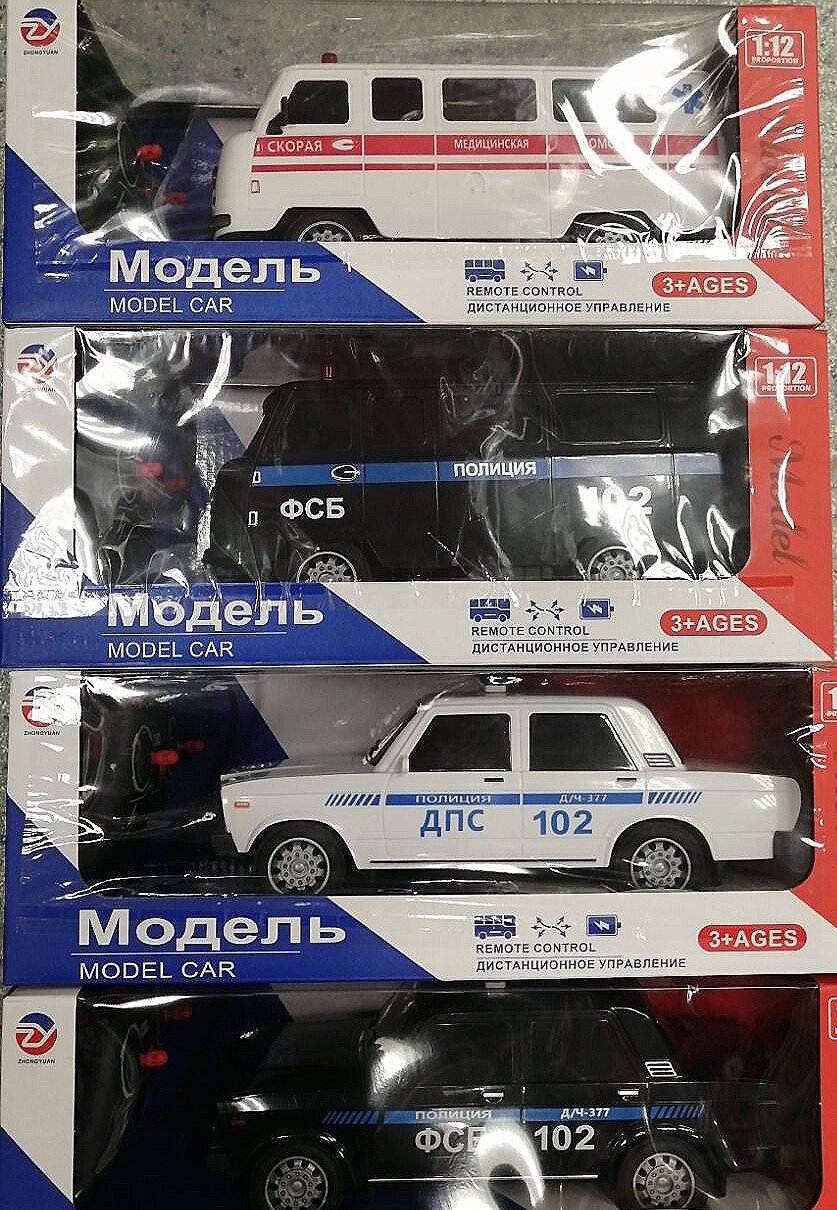 ZHONGYUAN
1:12
PROPORTION
СКОРАЯ
МЕДИЦИНСКАЯ
Модель
MODEL CAR
REMOTE CONTROL
ДИСТАНЦИОННОЕ УПРАВЛЕНИЕ
3+AGES
1:12
PROPORTION
Model
ПОЛИЦИЯ
ФСБ
102
Модель
MODEL CAR
REMOTE CONTROL
ДИСТАНЦИОННОЕ УПРАВЛЕНИЕ
3+AGES
ZHONGYUAN
ПОЛИЦИЯ Д/Ч-377
ДПС 102
Модель
MODEL CAR
REMOTE CONTROL
ДИСТАНЦИОННОЕ УПРАВЛЕНИЕ
3+AGES
ZHONGYUAN
ПОЛИЦИЯ Д/Ч-377
ФСБ 102